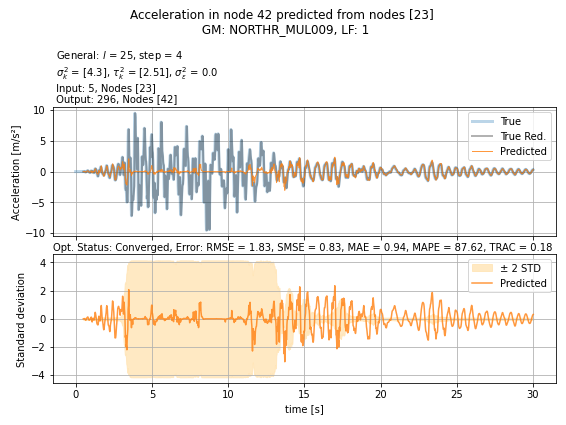 Acceleration in node 42 predicted from nodes [23]
GM: NORTHR_MUL009, LF: 1
General: l = 25, step = 4
σ²ₖ = [4.3], τ²ₖ = [2.51], σ²ε = 0.0
Input: 5, Nodes [23]
Output: 296, Nodes [42]
10
5
0
−5
−10
Acceleration [m/s²]
True
True Red.
Predicted
Opt. Status: Converged, Error: RMSE = 1.83, SMSE = 0.83, MAE = 0.94, MAPE = 87.62, TRAC = 0.18
4
2
0
−2
−4
Standard deviation
± 2 STD
Predicted
0 5 10 15 20 25 30
time [s]